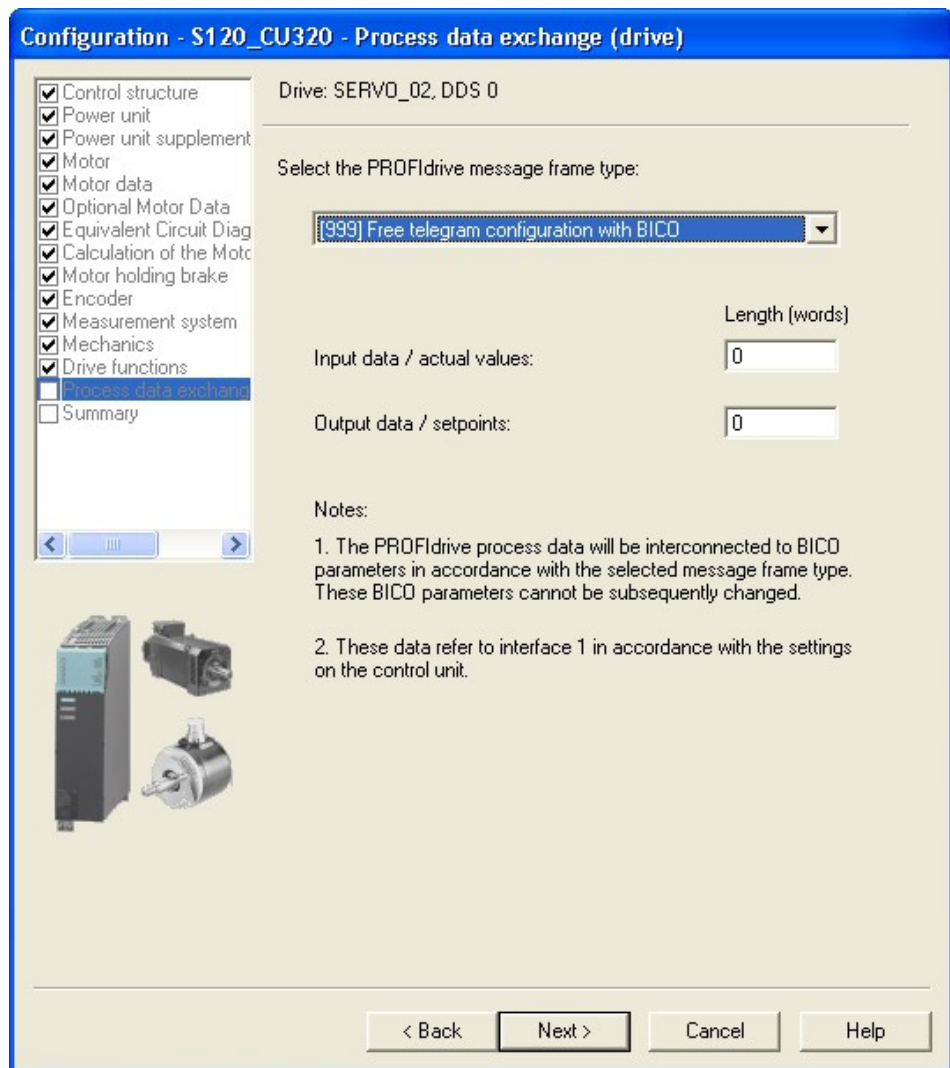 Configuration - S120_CU320 - Process data exchange (drive)
Control structure
Power unit
Power unit supplement
Motor
Motor data
Optional Motor Data
Equivalent Circuit Diag
Calculation of the Moto
Motor holding brake
Encoder
Measurement system
Mechanics
Drive functions
Process data exchang
Summary
Drive: SERVO_02, DDS 0
Select the PROFIdrive message frame type:
[999] Free telegram configuration with BICO
Length (words)
Input data / actual values:
0
Output data / setpoints:
0
Notes:
1. The PROFIdrive process data will be interconnected to BICO
parameters in accordance with the selected message frame type.
These BICO parameters cannot be subsequently changed.
2. These data refer to interface 1 in accordance with the settings
on the control unit.
< Back
Next >
Cancel
Help